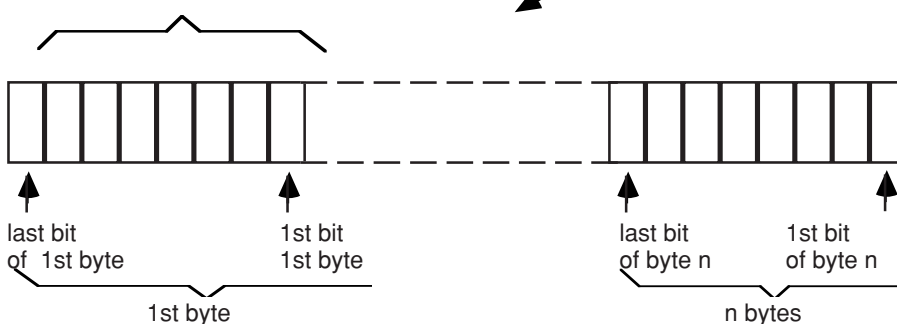 last bit
of 1st byte
1st bit
1st byte
last bit
of byte n
1st bit
of byte n
1st byte
n bytes